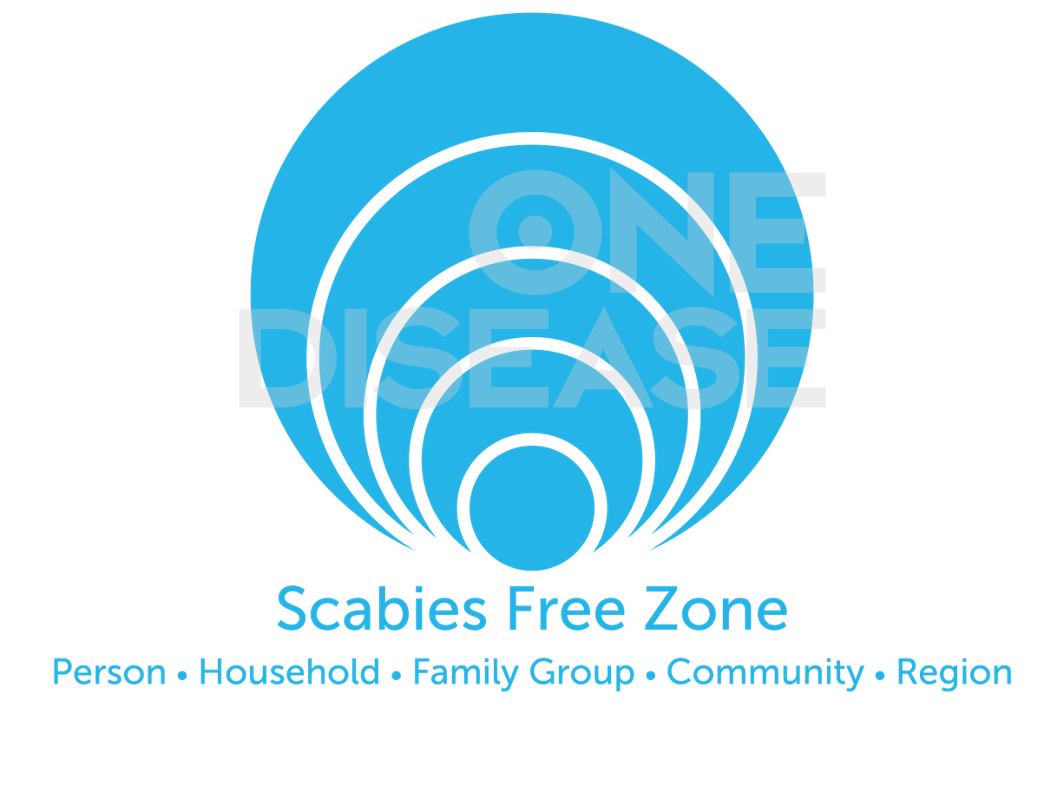 ONE
DISEASE
Scabies Free Zone
Person • Household • Family Group • Community • Region